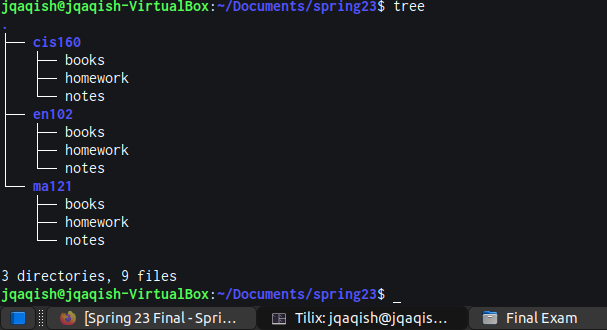 jqaqish@jqaqish-VirtualBox:~/Documents/spring23$ tree
.
├── cis160
│   ├── books
│   ├── homework
│   └── notes
├── en102
│   ├── books
│   ├── homework
│   └── notes
└── ma121
    ├── books
    ├── homework
    └── notes
3 directories, 9 files
jqaqish@jqaqish-VirtualBox:~/Documents/spring23$ _
[Spring 23 Final - Spri... Tilix: jqaqish@jqaqis... Final Exam